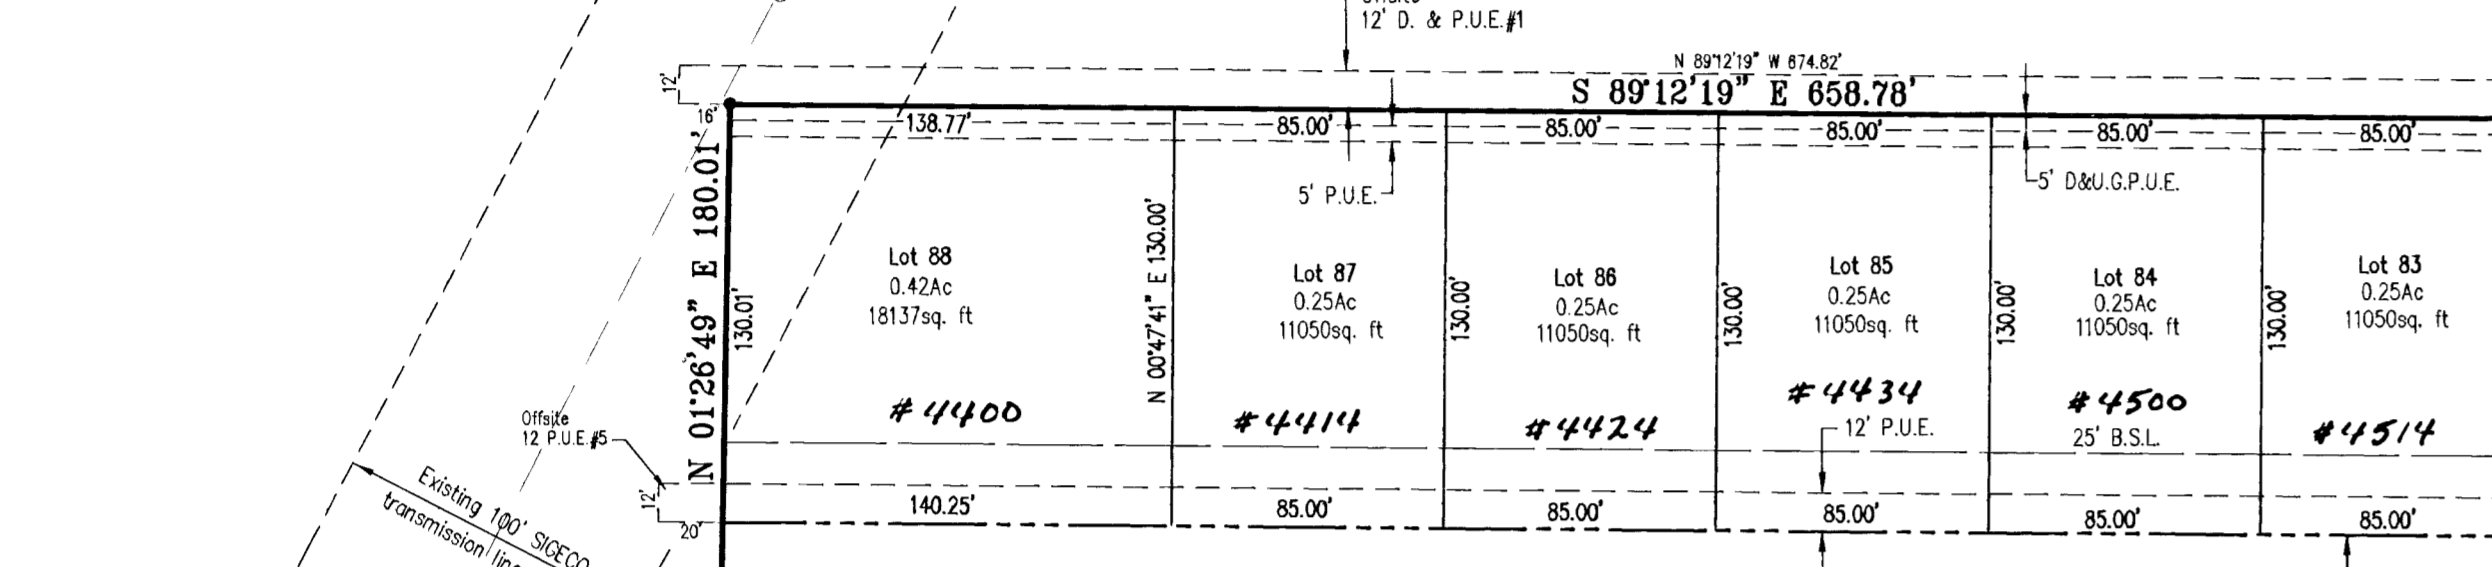 12' D. & P.U.E.#1
N 89°12'19" W 674.82'
S 89°12'19" E 658.78'
12'
16'
138.77'
85.00'
85.00'
85.00'
85.00'
85.00'
5' P.U.E.
5' D&U.G.P.U.E.
N 01°26'49" E 180.01'
130.01'
Lot 88
0.42Ac
18137sq. ft
#4400
N 00°47'41" E 130.00'
Lot 87
0.25Ac
11050sq. ft
#4414
130.00'
Lot 86
0.25Ac
11050sq. ft
#4424
130.00'
Lot 85
0.25Ac
11050sq. ft
#4434
12' P.U.E.
130.00'
Lot 84
0.25Ac
11050sq. ft
#4500
25' B.S.L.
130.00'
Lot 83
0.25Ac
11050sq. ft
#4514
Offsite
12 P.U.E.#5
12'
20'
140.25'
85.00'
85.00'
85.00'
85.00'
85.00'
Existing 100' SIGECO
transmission